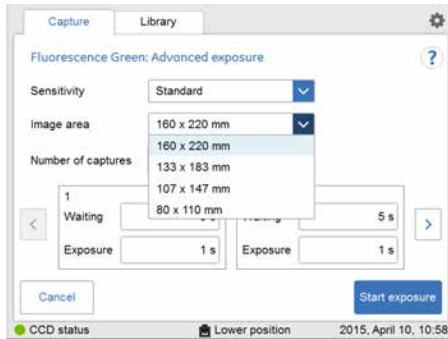 Capture Library
Fluorescence Green: Advanced exposure ?
Sensitivity Standard
Image area 160 x 220 mm
160 x 220 mm
133 x 183 mm
Number of captures
107 x 147 mm
80 x 110 mm
1
Waiting 5 s
Exposure 1 s Exposure 1 s
Cancel Start exposure
CCD status Lower position 2015, April 10, 10:58